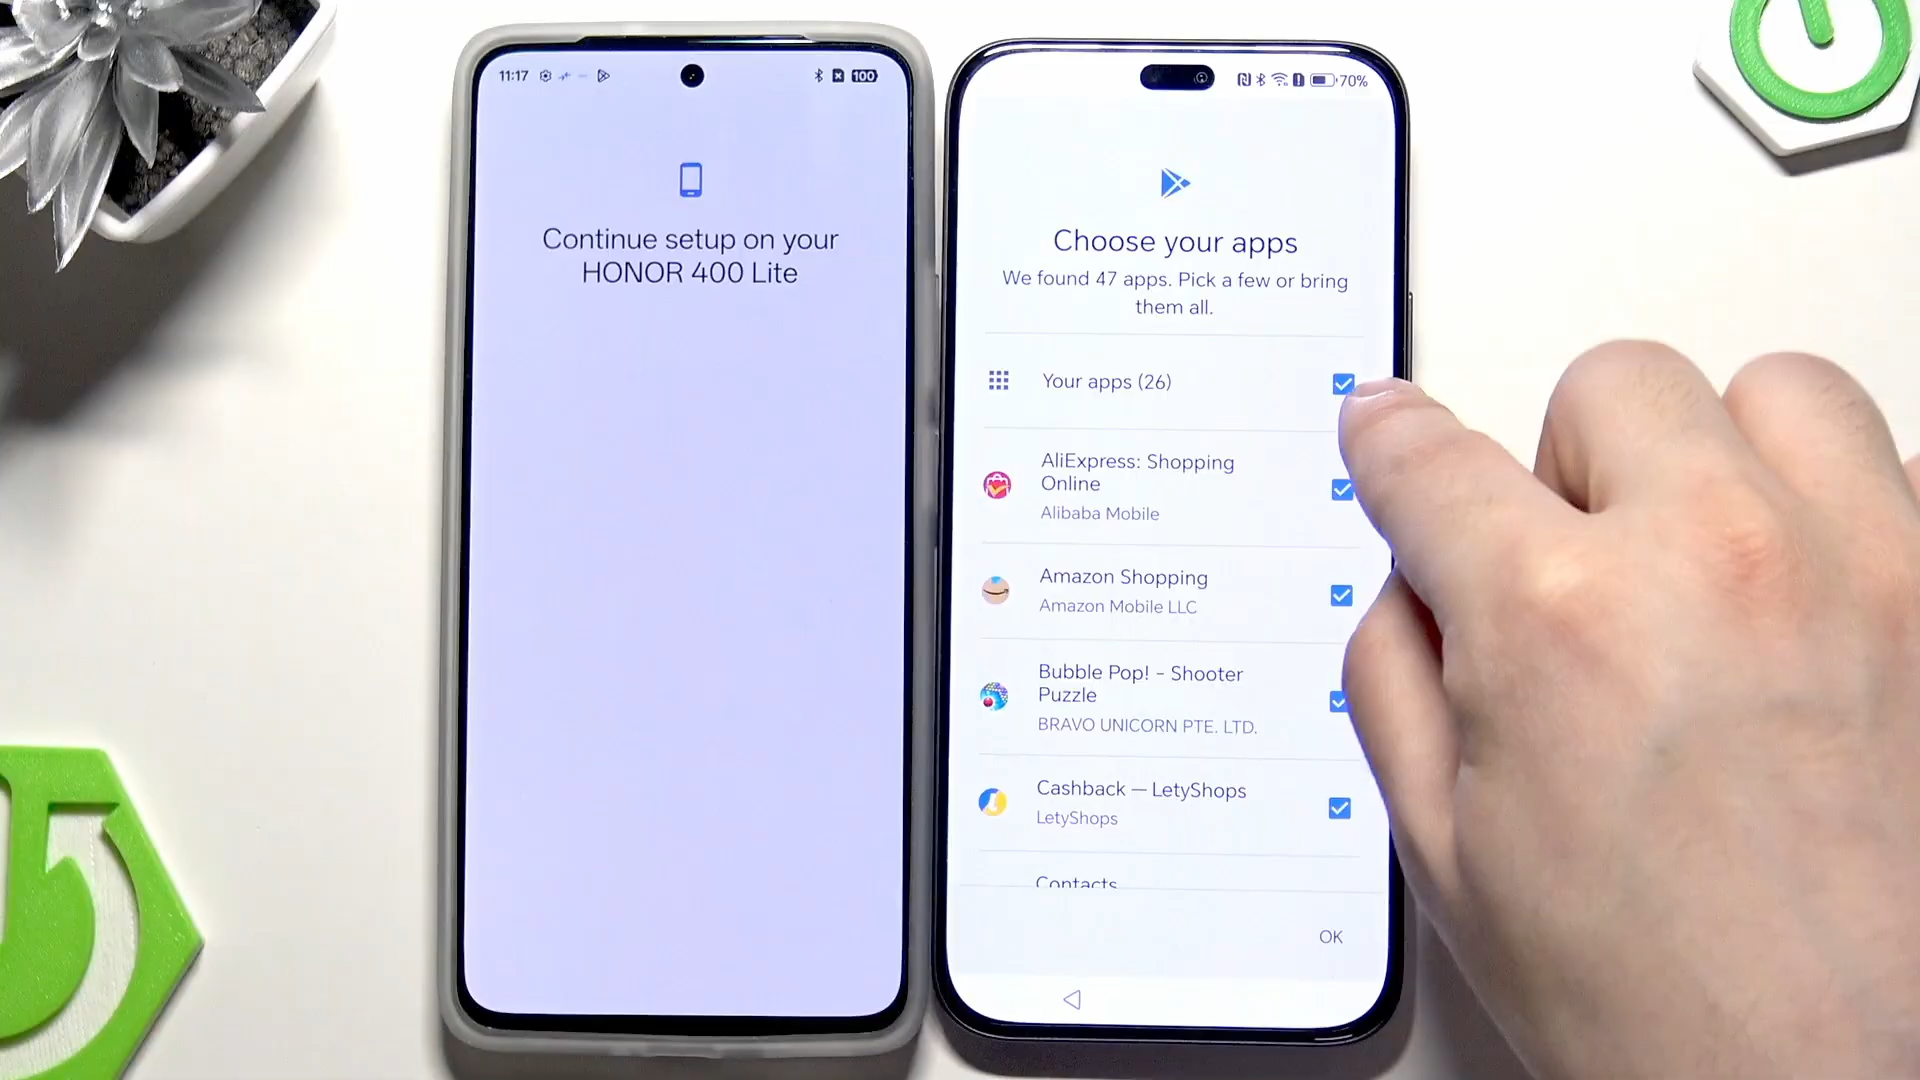 11:17
100
Continue setup on your
HONOR 400 Lite
70%
Choose your apps
We found 47 apps. Pick a few or bring
them all.
Your apps (26)
AliExpress: Shopping
Online
Alibaba Mobile
Amazon Shopping
Amazon Mobile LLC
Bubble Pop! - Shooter
Puzzle
BRAVO UNICORN PTE. LTD.
Cashback — LetyShops
LetyShops
Contacts
OK